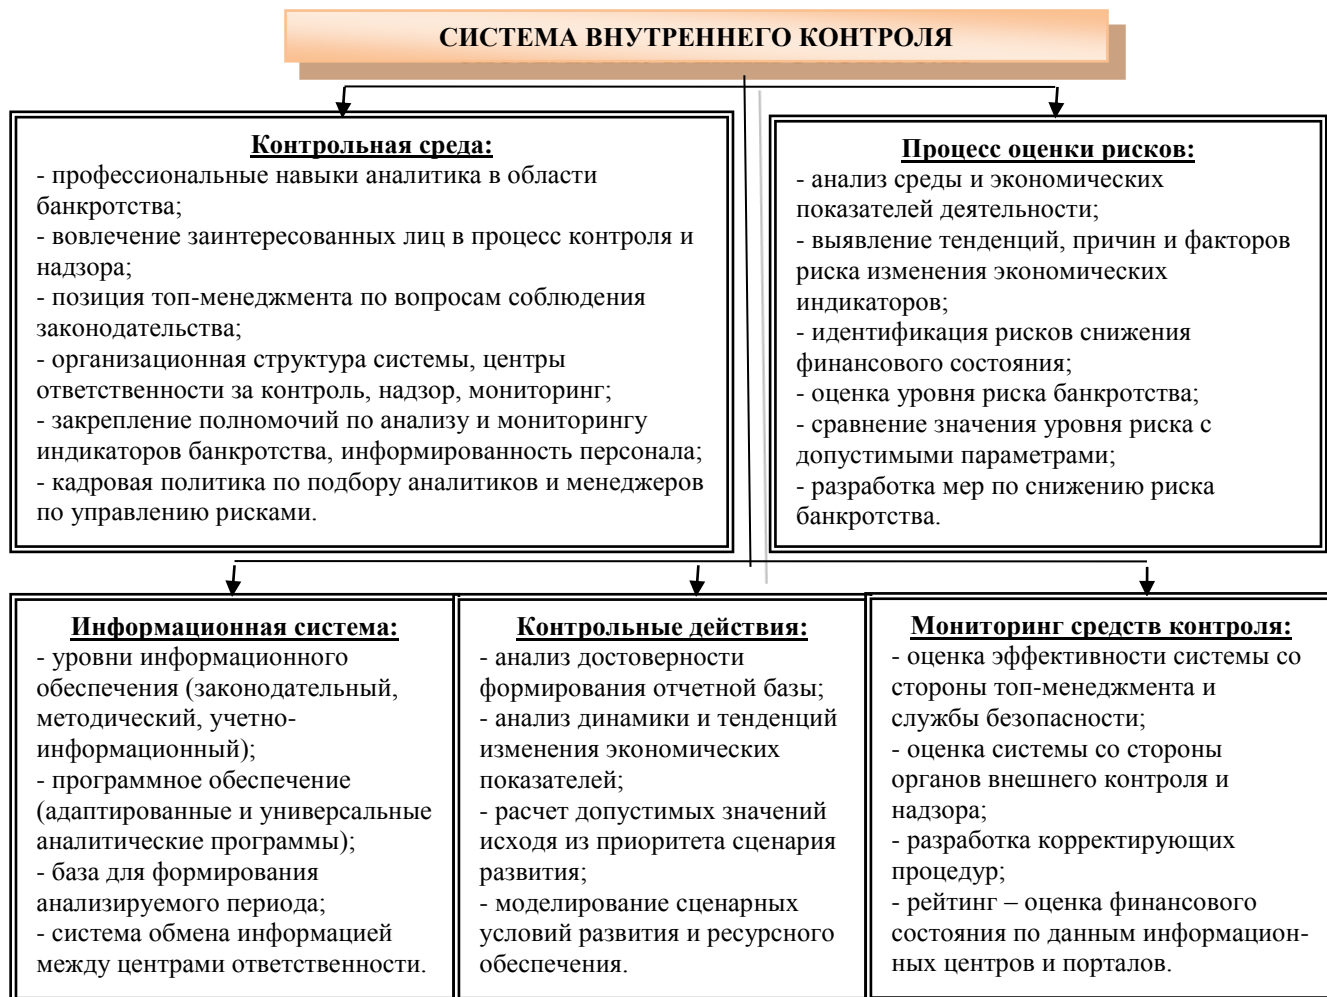 СИСТЕМА ВНУТРЕННЕГО КОНТРОЛЯ
Контрольная среда:
- профессиональные навыки аналитика в области
банкротства;
- вовлечение заинтересованных лиц в процесс контроля и
надзора;
- позиция топ-менеджмента по вопросам соблюдения
законодательства;
- организационная структура системы, центры
ответственности за контроль, надзор, мониторинг;
- закрепление полномочий по анализу и мониторингу
индикаторов банкротства, информированность персонала;
- кадровая политика по подбору аналитиков и менеджеров
по управлению рисками.
Процесс оценки рисков:
- анализ среды и экономических
показателей деятельности;
- выявление тенденций, причин и факторов
риска изменения экономических
индикаторов;
- идентификация рисков снижения
финансового состояния;
- оценка уровня риска банкротства;
- сравнение значения уровня риска с
допустимыми параметрами;
- разработка мер по снижению риска
банкротства.
Информационная система:
- уровни информационного
обеспечения (законодательный,
методический, учетно-
информационный);
- программное обеспечение
(адаптированные и универсальные
аналитические программы);
- база для формирования
анализируемого периода;
- система обмена информацией
между центрами ответственности.
Контрольные действия:
- анализ достоверности
формирования отчетной базы;
- анализ динамики и тенденций
изменения экономических
показателей;
- расчет допустимых значений
исходя из приоритета сценария
развития;
- моделирование сценарных
условий развития и ресурсного
обеспечения.
Мониторинг средств контроля:
- оценка эффективности системы со
стороны топ-менеджмента и
службы безопасности;
- оценка системы со стороны
органов внешнего контроля и
надзора;
- разработка корректирующих
процедур;
- рейтинг – оценка финансового
состояния по данным информацион-
ных центров и порталов.